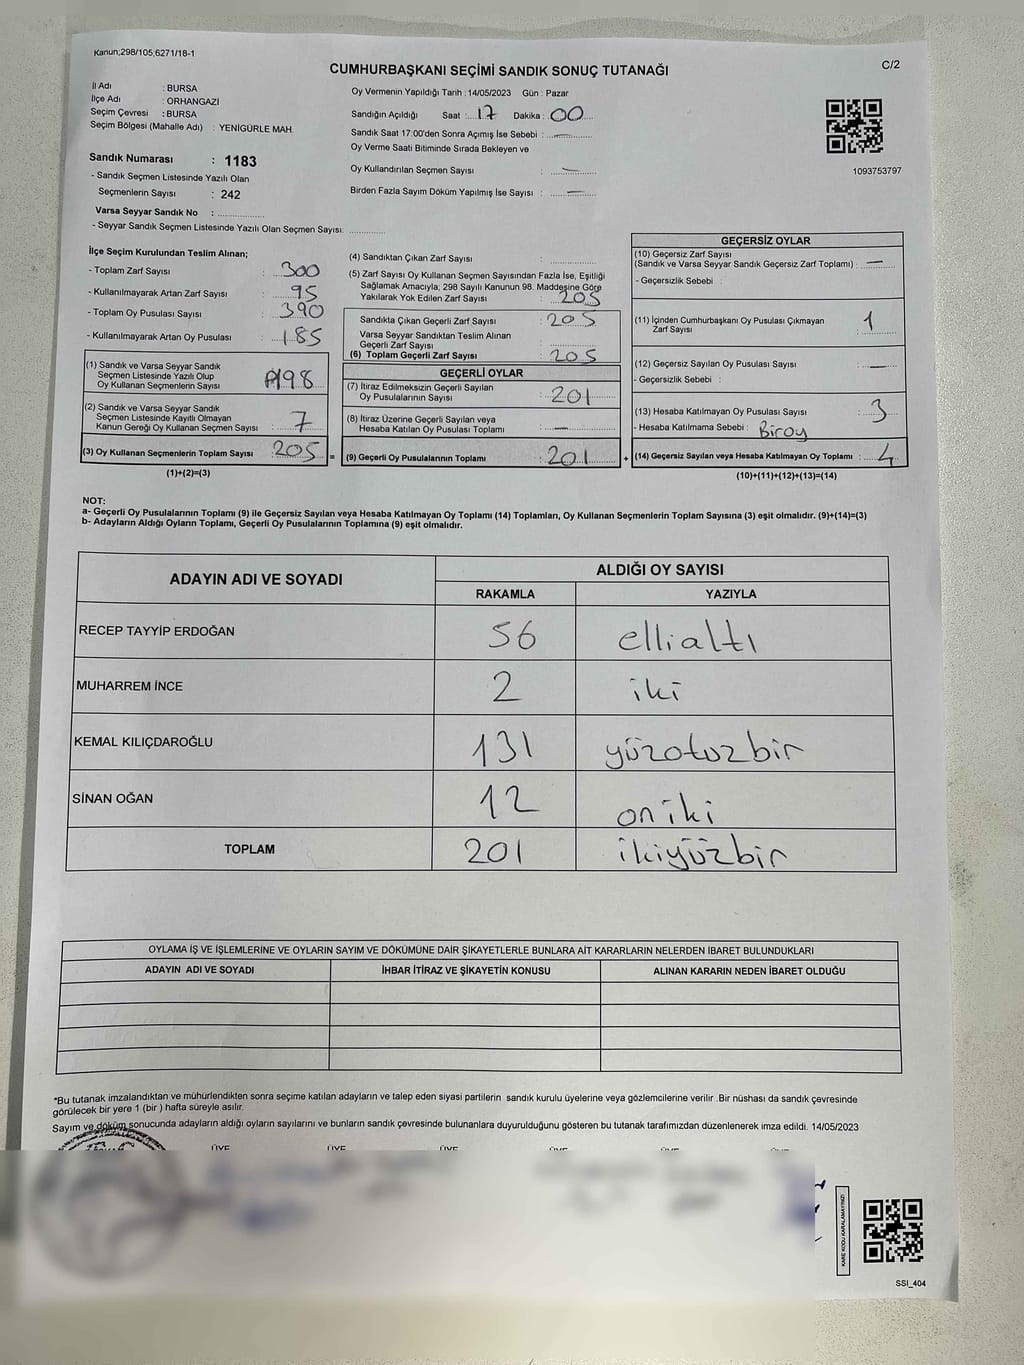 Kanun;298/105,6271/18-1
C/2
CUMHURBAŞKANI SEÇİMİ SANDIK SONUÇ TUTANAĞI
İl Adı : BURSA
İlçe Adı : ORHANGAZİ
Seçim Çevresi : BURSA
Seçim Bölgesi (Mahalle Adı) : YENİGÜRLE MAH.
Sandık Numarası : 1183
- Sandık Seçmen Listesinde Yazılı Olan
Seçmenlerin Sayısı : 242
Varsa Seyyar Sandık No : ....................
- Seyyar Sandık Seçmen Listesinde Yazılı Olan Seçmen Sayısı: ..............
Oy Vermenin Yapıldığı Tarih : 14/05/2023 Gün : Pazar
Sandığın Açıldığı Saat :...17 Dakika :.00....
Sandık Saat 17:00'den Sonra Açımış İse Sebebi : —
Oy Verme Saati Bitiminde Sırada Bekleyen ve
Oy Kullandırılan Seçmen Sayısı : —
Birden Fazla Sayım Döküm Yapılmış İse Sayısı : —
1093753797
İlçe Seçim Kurulundan Teslim Alınan;
- Toplam Zarf Sayısı : 300
- Kullanılmayarak Artan Zarf Sayısı : 95
- Toplam Oy Pusulası Sayısı : 390
- Kullanılmayarak Artan Oy Pusulası : 185
(1) Sandık ve Varsa Seyyar Sandık
Seçmen Listesinde Yazılı Olup
Oy Kullanan Seçmenlerin Sayısı : 198
(2) Sandık ve Varsa Seyyar Sandık
Seçmen Listesinde Kayıtlı Olmayan
Kanun Gereği Oy Kullanan Seçmen Sayısı : 7
(3) Oy Kullanan Seçmenlerin Toplam Sayısı : 205 =
(1)+(2)=(3)
(4) Sandıktan Çıkan Zarf Sayısı :
(5) Zarf Sayısı Oy Kullanan Seçmen Sayısından Fazla İse, Eşitliği
Sağlamak Amacıyla; 298 Sayılı Kanunun 98. Maddesine Göre
Yakılarak Yok Edilen Zarf Sayısı : 205
Sandıkta Çıkan Geçerli Zarf Sayısı : 205
Varsa Seyyar Sandıktan Teslim Alınan
Geçerli Zarf Sayısı :
(6) Toplam Geçerli Zarf Sayısı : 205
GEÇERLİ OYLAR
(7) İtiraz Edilmeksizin Geçerli Sayılan
Oy Pusulalarının Sayısı : 201
(8) İtiraz Üzerine Geçerli Sayılan veya
Hesaba Katılan Oy Pusulası Toplamı : —
(9) Geçerli Oy Pusulalarının Toplamı : 201 +
GEÇERSİZ OYLAR
(10) Geçersiz Zarf Sayısı
(Sandık ve Varsa Seyyar Sandık Geçersiz Zarf Toplamı) : —
- Geçersizlik Sebebi :
(11) İçinden Cumhurbaşkanı Oy Pusulası Çıkmayan
Zarf Sayısı : 1
(12) Geçersiz Sayılan Oy Pusulası Sayısı : —
- Geçersizlik Sebebi :
(13) Hesaba Katılmayan Oy Pusulası Sayısı : 3
- Hesaba Katılmama Sebebi : Biroy
(14) Geçersiz Sayılan veya Hesaba Katılmayan Oy Toplamı : 4
(10)+(11)+(12)+(13)=(14)
NOT:
a- Geçerli Oy Pusulalarının Toplamı (9) ile Geçersiz Sayılan veya Hesaba Katılmayan Oy Toplamı (14) Toplamları, Oy Kullanan Seçmenlerin Toplam Sayısına (3) eşit olmalıdır. (9)+(14)=(3)
b- Adayların Aldığı Oyların Toplamı, Geçerli Oy Pusulalarının Toplamına (9) eşit olmalıdır.
ADAYIN ADI VE SOYADI ALDIĞI OY SAYISI
RAKAMLA YAZIYLA
RECEP TAYYİP ERDOĞAN 56 ellialtı
MUHARREM İNCE 2 iki
KEMAL KILIÇDAROĞLU 131 yüzotuzbir
SİNAN OĞAN 12 oniki
TOPLAM 201 ikiyüzbir
OYLAMA İŞ VE İŞLEMLERİNE VE OYLARIN SAYIM VE DÖKÜMÜNE DAİR ŞİKAYETLERLE BUNLARA AİT KARARLARIN NELERDEN İBARET BULUNDUKLARI
ADAYIN ADI VE SOYADI İHBAR İTİRAZ VE ŞİKAYETİN KONUSU ALINAN KARARIN NEDEN İBARET OLDUĞU
*Bu tutanak imzalandıktan ve mühürlendikten sonra seçime katılan adayların ve talep eden siyasi partilerin sandık kurulu üyelerine veya gözlemcilerine verilir .Bir nüshası da sandık çevresinde
görülecek bir yere 1 (bir ) hafta süreyle asılır.
Sayım ve döküm sonucunda adayların aldığı oyların sayılarını ve bunların sandık çevresinde bulunanlara duyurulduğunu gösteren bu tutanak tarafımızdan düzenlenerek imza edildi. 14/05/2023
ÜYE ÜYE ÜYE
KARE KODU KARALAMAYINIZ!
SSI_404